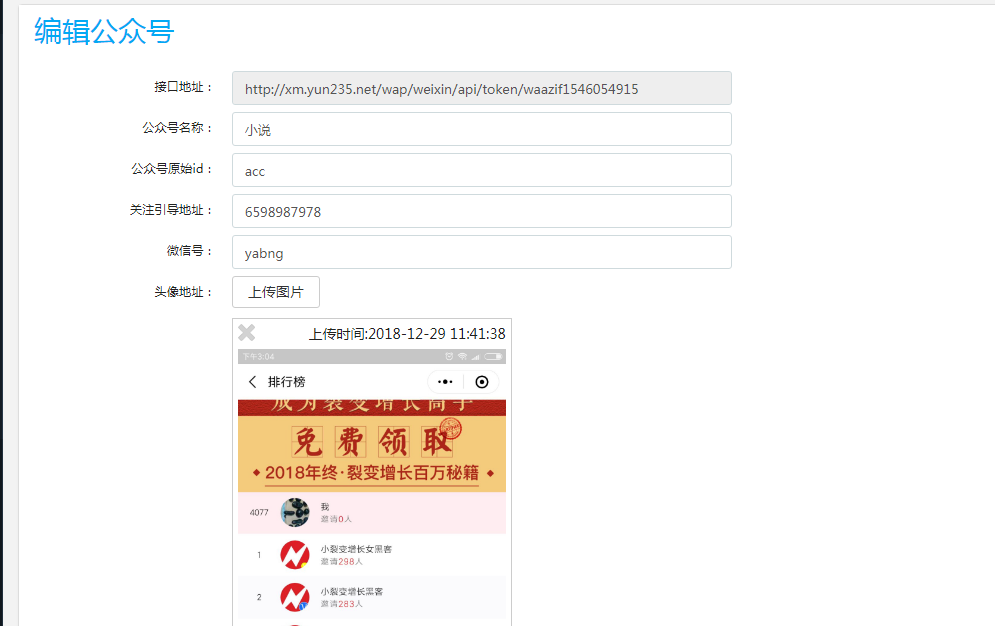 编辑公众号
接口地址：
http://xm.yun235.net/wap/weixin/api/token/waazif1546054915
公众号名称：
小说
公众号原始id：
acc
关注引导地址：
6598987978
微信号：
yabng
头像地址：
上传图片
上传时间:2018-12-29 11:41:38
下午3:04
排行榜
成为裂变增长高手
免费领取
2018年终·裂变增长百万秘籍
4077
我
邀请0人
1
小裂变增长女黑客
邀请298人
2
小裂变增长黑客
邀请283人